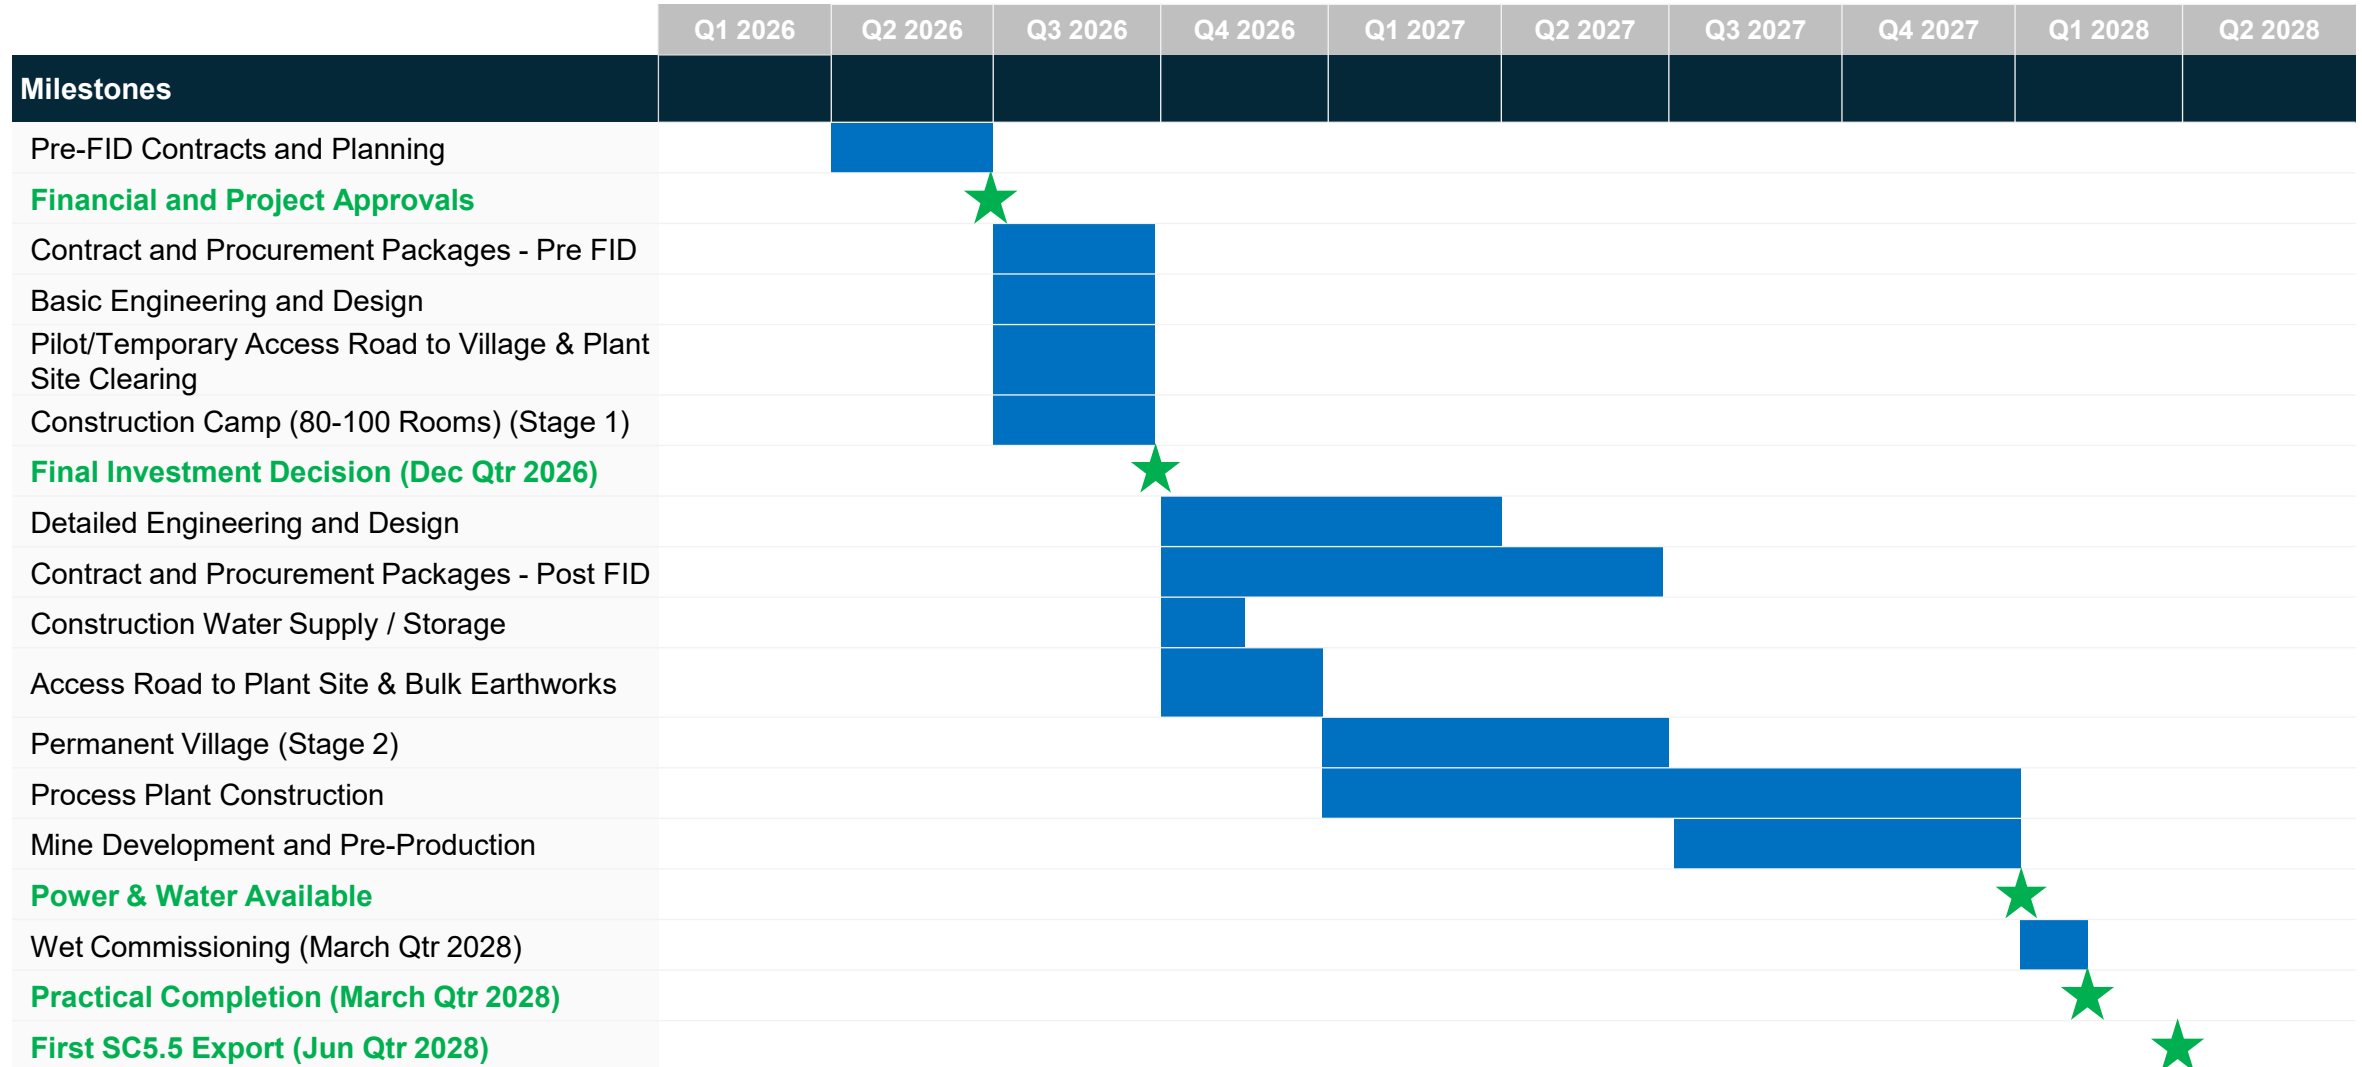 Q1 2026 Q2 2026 Q3 2026 Q4 2026 Q1 2027 Q2 2027 Q3 2027 Q4 2027 Q1 2028 Q2 2028
Milestones
Pre-FID Contracts and Planning
Financial and Project Approvals
Contract and Procurement Packages - Pre FID
Basic Engineering and Design
Pilot/Temporary Access Road to Village & Plant
Site Clearing
Construction Camp (80-100 Rooms) (Stage 1)
Final Investment Decision (Dec Qtr 2026)
Detailed Engineering and Design
Contract and Procurement Packages - Post FID
Construction Water Supply / Storage
Access Road to Plant Site & Bulk Earthworks
Permanent Village (Stage 2)
Process Plant Construction
Mine Development and Pre-Production
Power & Water Available
Wet Commissioning (March Qtr 2028)
Practical Completion (March Qtr 2028)
First SC5.5 Export (Jun Qtr 2028)